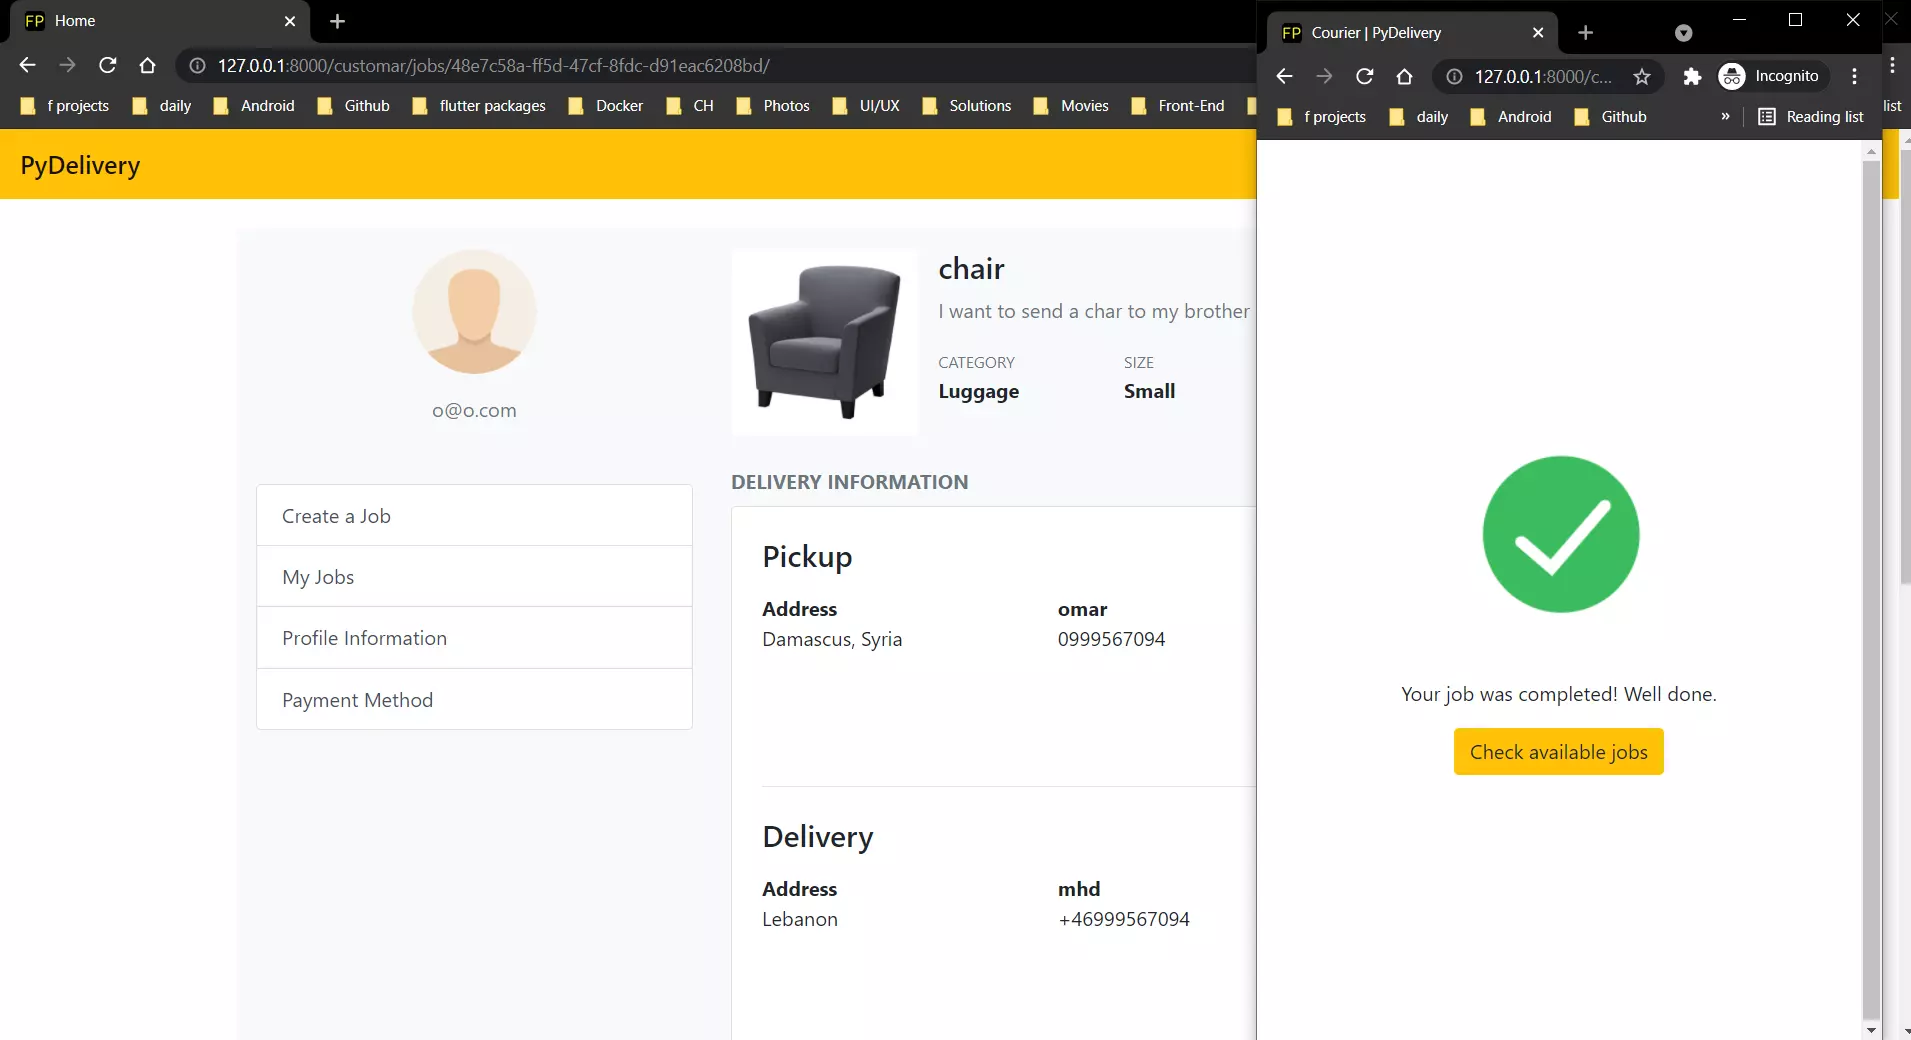 FP Home
127.0.0.1:8000/customar/jobs/48e7c58a-ff5d-47cf-8fdc-d91eac6208bd/
f projects daily Android Github flutter packages Docker CH Photos UI/UX Solutions Movies Front-End
list
PyDelivery
o@o.com
Create a Job
My Jobs
Profile Information
Payment Method
chair
I want to send a char to my brother
CATEGORY SIZE
Luggage Small
DELIVERY INFORMATION
Pickup
Address omar
Damascus, Syria 0999567094
Delivery
Address mhd
Lebanon +46999567094
FP Courier | PyDelivery
127.0.0.1:8000/c... Incognito
f projects daily Android Github » Reading list
Your job was completed! Well done.
Check available jobs